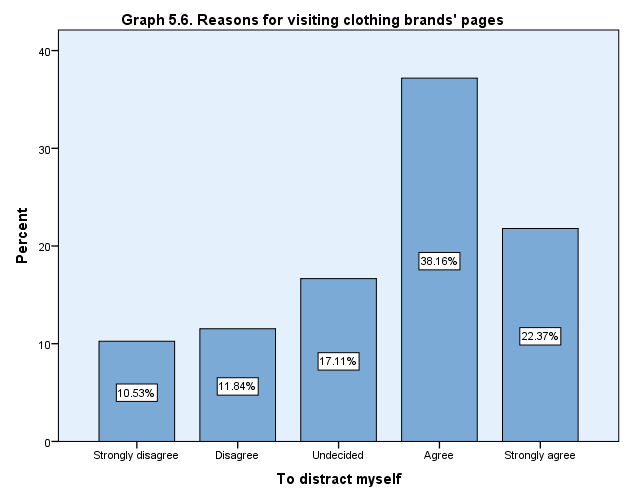 Graph 5.6. Reasons for visiting clothing brands' pages
Percent
40
30
20
10
0
10.53%
11.84%
17.11%
38.16%
22.37%
Strongly disagree
Disagree
Undecided
Agree
Strongly agree
To distract myself